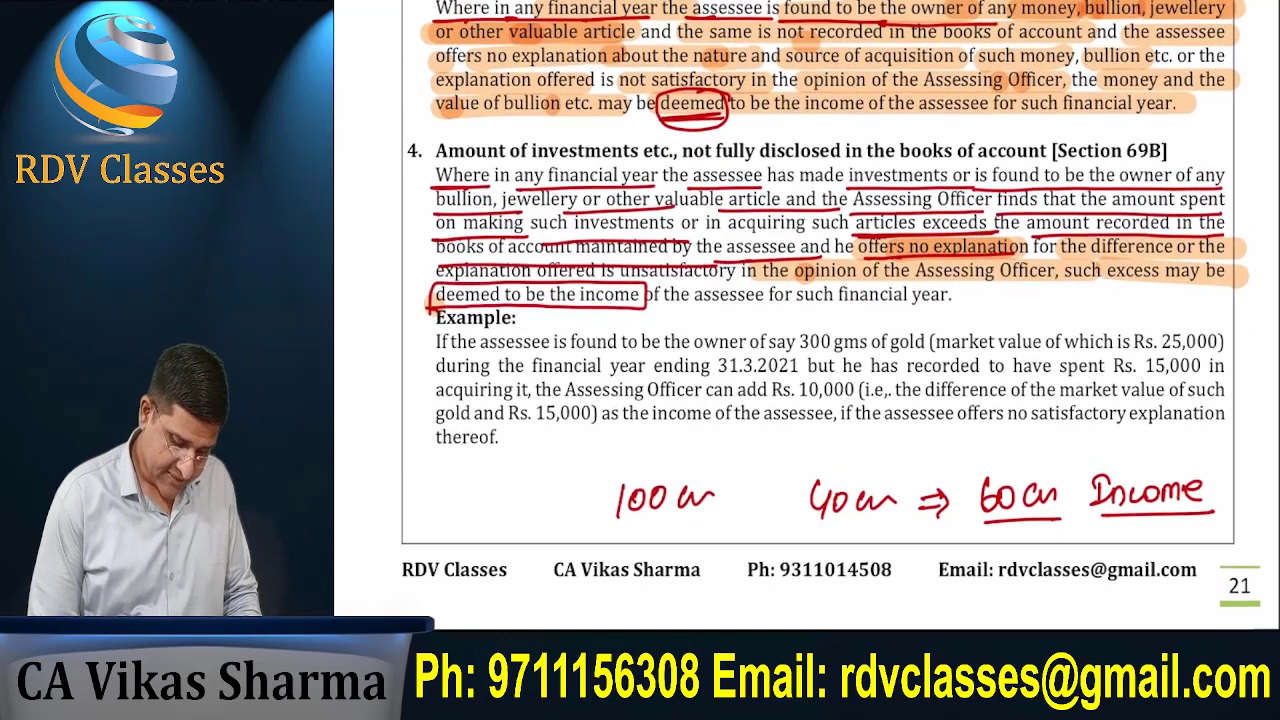 Where in any financial year the assessee is found to be the owner of any money, bullion, jewellery
or other valuable article and the same is not recorded in the books of account and the assessee
offers no explanation about the nature and source of acquisition of such money, bullion etc. or the
explanation offered is not satisfactory in the opinion of the Assessing Officer, the money and the
value of bullion etc. may be deemed to be the income of the assessee for such financial year.
4. Amount of investments etc., not fully disclosed in the books of account [Section 69B]
Where in any financial year the assessee has made investments or is found to be the owner of any
bullion, jewellery or other valuable article and the Assessing Officer finds that the amount spent
on making such investments or in acquiring such articles exceeds the amount recorded in the
books of account maintained by the assessee and he offers no explanation for the difference or the
explanation offered is unsatisfactory in the opinion of the Assessing Officer, such excess may be
deemed to be the income of the assessee for such financial year.
Example:
If the assessee is found to be the owner of say 300 gms of gold (market value of which is Rs. 25,000)
during the financial year ending 31.3.2021 but he has recorded to have spent Rs. 15,000 in
acquiring it, the Assessing Officer can add Rs. 10,000 (i.e,. the difference of the market value of such
gold and Rs. 15,000) as the income of the assessee, if the assessee offers no satisfactory explanation
thereof.
100 cr 40 cr ⇒ 60 cr Income
RDV Classes CA Vikas Sharma Ph: 9311014508 Email: rdvclasses@gmail.com
21
RDV Classes
CA Vikas Sharma
Ph: 9711156308 Email: rdvclasses@gmail.com